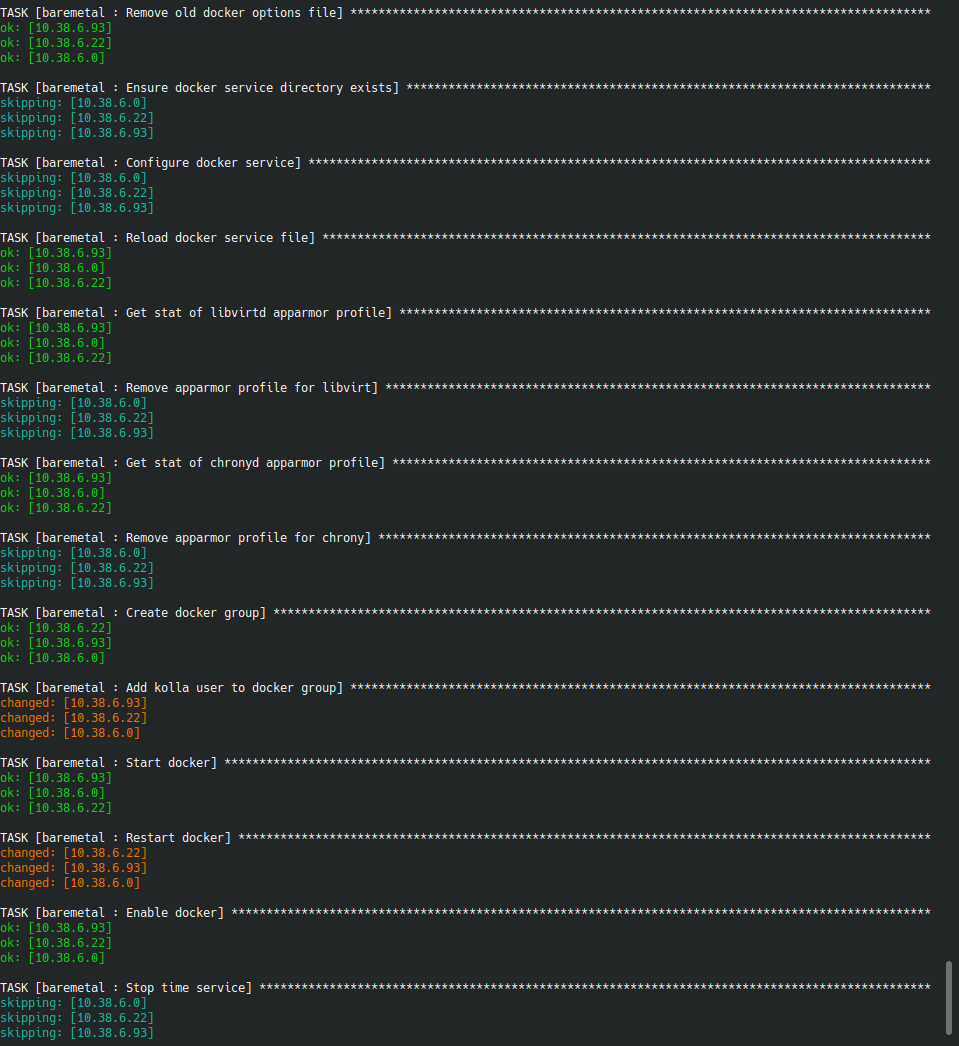 TASK [baremetal : Remove old docker options file] ***********************************************************************************
ok: [10.38.6.93]
ok: [10.38.6.22]
ok: [10.38.6.0]
TASK [baremetal : Ensure docker service directory exists] ***************************************************************************
skipping: [10.38.6.0]
skipping: [10.38.6.22]
skipping: [10.38.6.93]
TASK [baremetal : Configure docker service] *****************************************************************************************
skipping: [10.38.6.0]
skipping: [10.38.6.22]
skipping: [10.38.6.93]
TASK [baremetal : Reload docker service file] ***************************************************************************************
ok: [10.38.6.93]
ok: [10.38.6.0]
ok: [10.38.6.22]
TASK [baremetal : Get stat of libvirtd apparmor profile] ****************************************************************************
ok: [10.38.6.93]
ok: [10.38.6.0]
ok: [10.38.6.22]
TASK [baremetal : Remove apparmor profile for libvirt] ******************************************************************************
skipping: [10.38.6.0]
skipping: [10.38.6.22]
skipping: [10.38.6.93]
TASK [baremetal : Get stat of chronyd apparmor profile] *****************************************************************************
ok: [10.38.6.93]
ok: [10.38.6.0]
ok: [10.38.6.22]
TASK [baremetal : Remove apparmor profile for chrony] *******************************************************************************
skipping: [10.38.6.0]
skipping: [10.38.6.22]
skipping: [10.38.6.93]
TASK [baremetal : Create docker group] **********************************************************************************************
ok: [10.38.6.22]
ok: [10.38.6.93]
ok: [10.38.6.0]
TASK [baremetal : Add kolla user to docker group] ***********************************************************************************
changed: [10.38.6.93]
changed: [10.38.6.22]
changed: [10.38.6.0]
TASK [baremetal : Start docker] *****************************************************************************************************
ok: [10.38.6.93]
ok: [10.38.6.0]
ok: [10.38.6.22]
TASK [baremetal : Restart docker] ***************************************************************************************************
changed: [10.38.6.22]
changed: [10.38.6.93]
changed: [10.38.6.0]
TASK [baremetal : Enable docker] ****************************************************************************************************
ok: [10.38.6.93]
ok: [10.38.6.22]
ok: [10.38.6.0]
TASK [baremetal : Stop time service] ************************************************************************************************
skipping: [10.38.6.0]
skipping: [10.38.6.22]
skipping: [10.38.6.93]